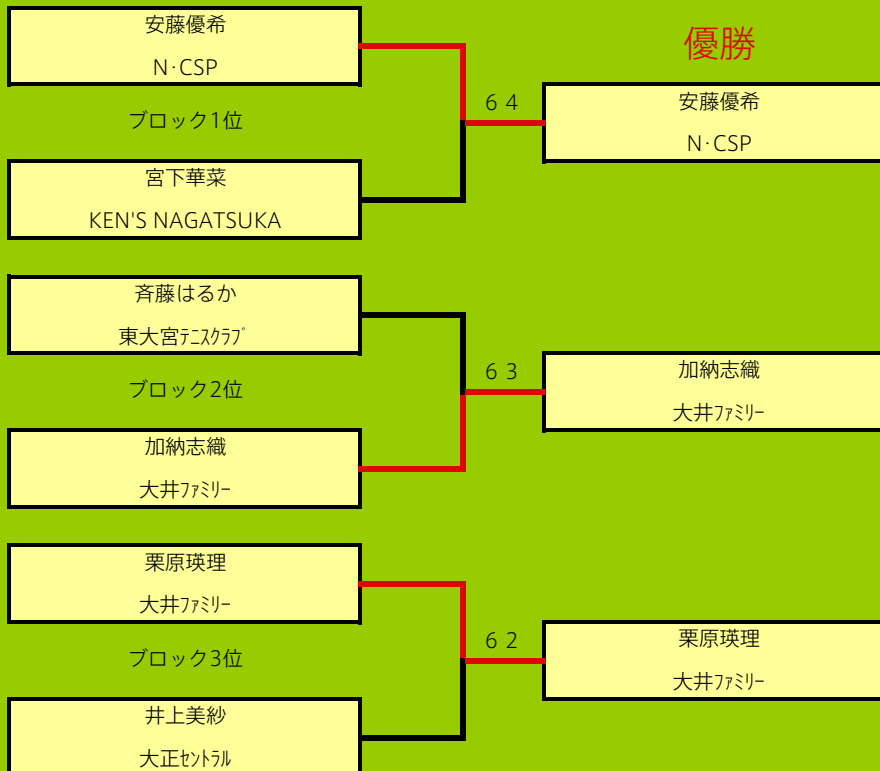 安藤優希
N·CSP
優勝
ブロック1位
6 4
安藤優希
N·CSP
宮下華菜
KEN'S NAGATSUKA
斉藤はるか
東大宮ﾃﾆｽｸﾗﾌﾞ
ブロック2位
6 3
加納志織
大井ﾌｧﾐﾘｰ
加納志織
大井ﾌｧﾐﾘｰ
栗原瑛理
大井ﾌｧﾐﾘｰ
ブロック3位
6 2
栗原瑛理
大井ﾌｧﾐﾘｰ
井上美紗
大正ｾﾝﾄﾗﾙ